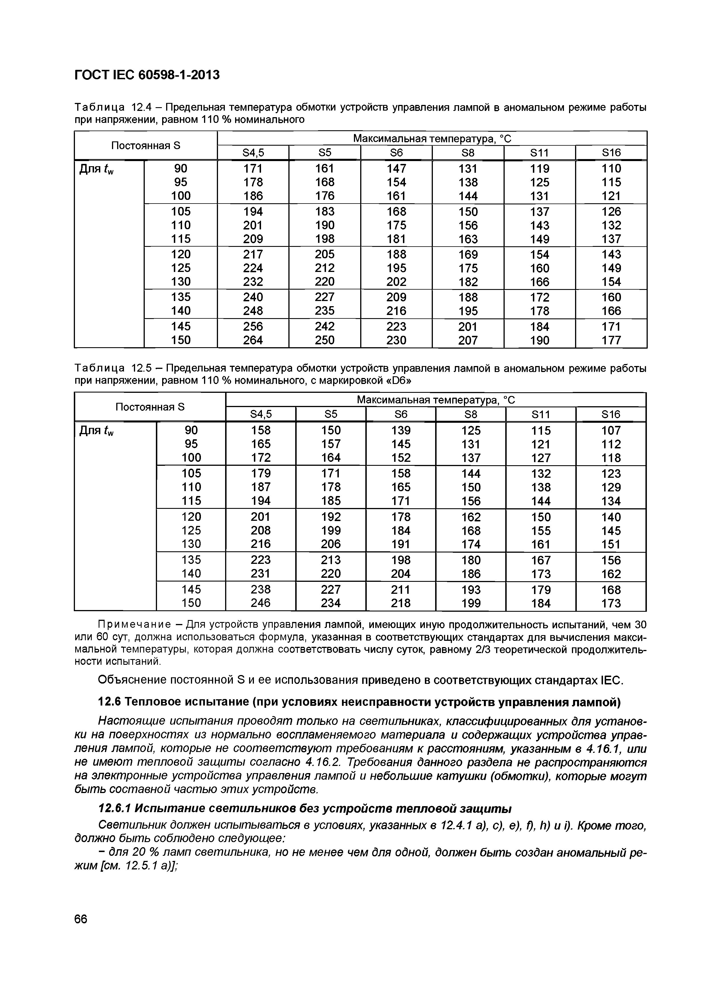 ГОСТ IEC 60598-1-2013
Таблица 12.4 – Предельная температура обмотки устройств управления лампой в аномальном режиме работы
при напряжении, равном 110 % номинального
Постоянная S
Максимальная температура, °С
S4,5 S5 S6 S8 S11 S16
Для tw 90 171 161 147 131 119 110
95 178 168 154 138 125 115
100 186 176 161 144 131 121
105 194 183 168 150 137 126
110 201 190 175 156 143 132
115 209 198 181 163 149 137
120 217 205 188 169 154 143
125 224 212 195 175 160 149
130 232 220 202 182 166 154
135 240 227 209 188 172 160
140 248 235 216 195 178 166
145 256 242 223 201 184 171
150 264 250 230 207 190 177
Таблица 12.5 – Предельная температура обмотки устройств управления лампой в аномальном режиме работы
при напряжении, равном 110 % номинального, с маркировкой «D6»
Постоянная S
Максимальная температура, °С
S4,5 S5 S6 S8 S11 S16
Для tw 90 158 150 139 125 115 107
95 165 157 145 131 121 112
100 172 164 152 137 127 118
105 179 171 158 144 132 123
110 187 178 165 150 138 129
115 194 185 171 156 144 134
120 201 192 178 162 150 140
125 208 199 184 168 155 145
130 216 206 191 174 161 151
135 223 213 198 180 167 156
140 231 220 204 186 173 162
145 238 227 211 193 179 168
150 246 234 218 199 184 173
Примечание – Для устройств управления лампой, имеющих иную продолжительность испытаний, чем 30
или 60 сут, должна использоваться формула, указанная в соответствующих стандартах для вычисления макси-
мальной температуры, которая должна соответствовать числу суток, равному 2/3 теоретической продолжитель-
ности испытаний.
Объяснение постоянной S и ее использования приведено в соответствующих стандартах IEC.
12.6 Тепловое испытание (при условиях неисправности устройств управления лампой)
Настоящие испытания проводят только на светильниках, классифицированных для установ-
ки на поверхностях из нормально воспламеняемого материала и содержащих устройства управ-
ления лампой, которые не соответствуют требованиям к расстояниям, указанным в 4.16.1, или
не имеют тепловой защиты согласно 4.16.2. Требования данного раздела не распространяются
на электронные устройства управления лампой и небольшие катушки (обмотки), которые могут
быть составной частью этих устройств.
12.6.1 Испытание светильников без устройств тепловой защиты
Светильник должен испытываться в условиях, указанных в 12.4.1 а), с), е), f), h) и i). Кроме того,
должно быть соблюдено следующее:
– для 20 % ламп светильника, но не менее чем для одной, должен быть создан аномальный ре-
жим [см. 12.5.1 а)];
66